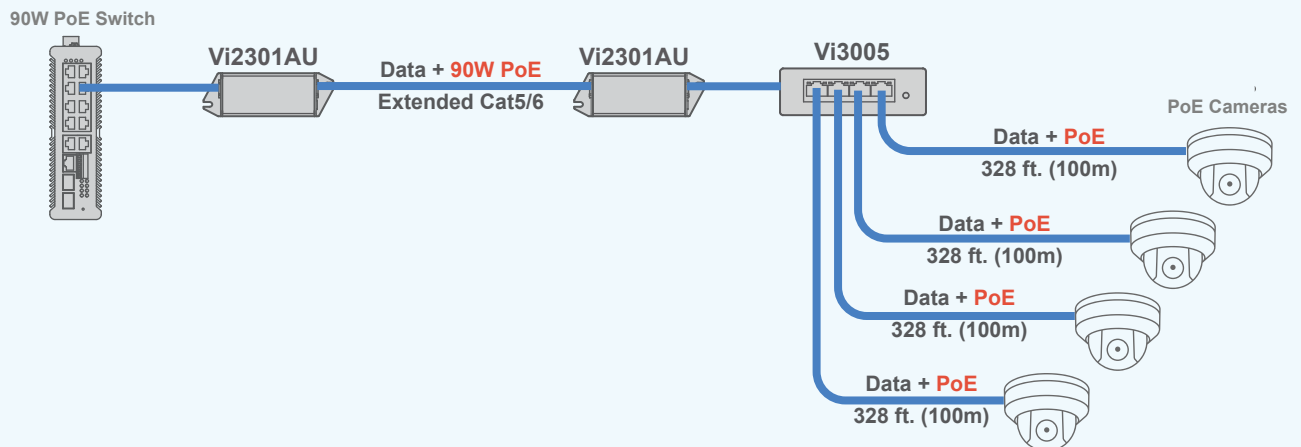 90W PoE Switch
Vi2301AU
Data + 90W PoE
Extended Cat5/6
Vi2301AU
Vi3005
PoE Cameras
Data + PoE
328 ft. (100m)
Data + PoE
328 ft. (100m)
Data + PoE
328 ft. (100m)
Data + PoE
328 ft. (100m)